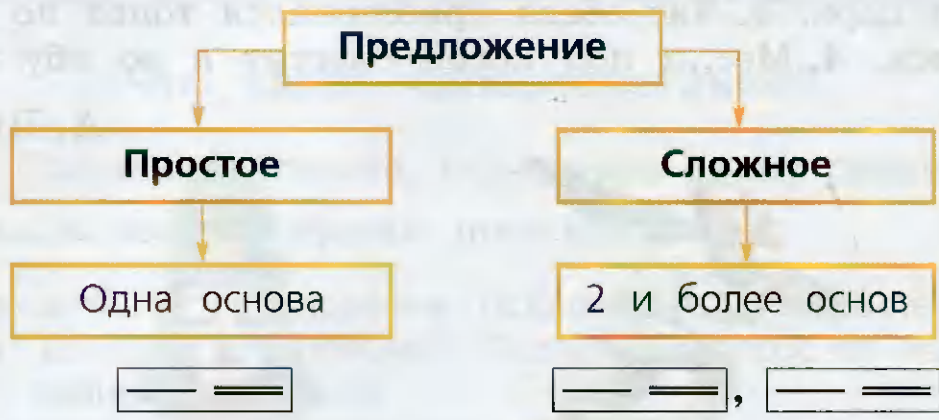 Предложение
Простое Сложное
Одна основа 2 и более основ
,